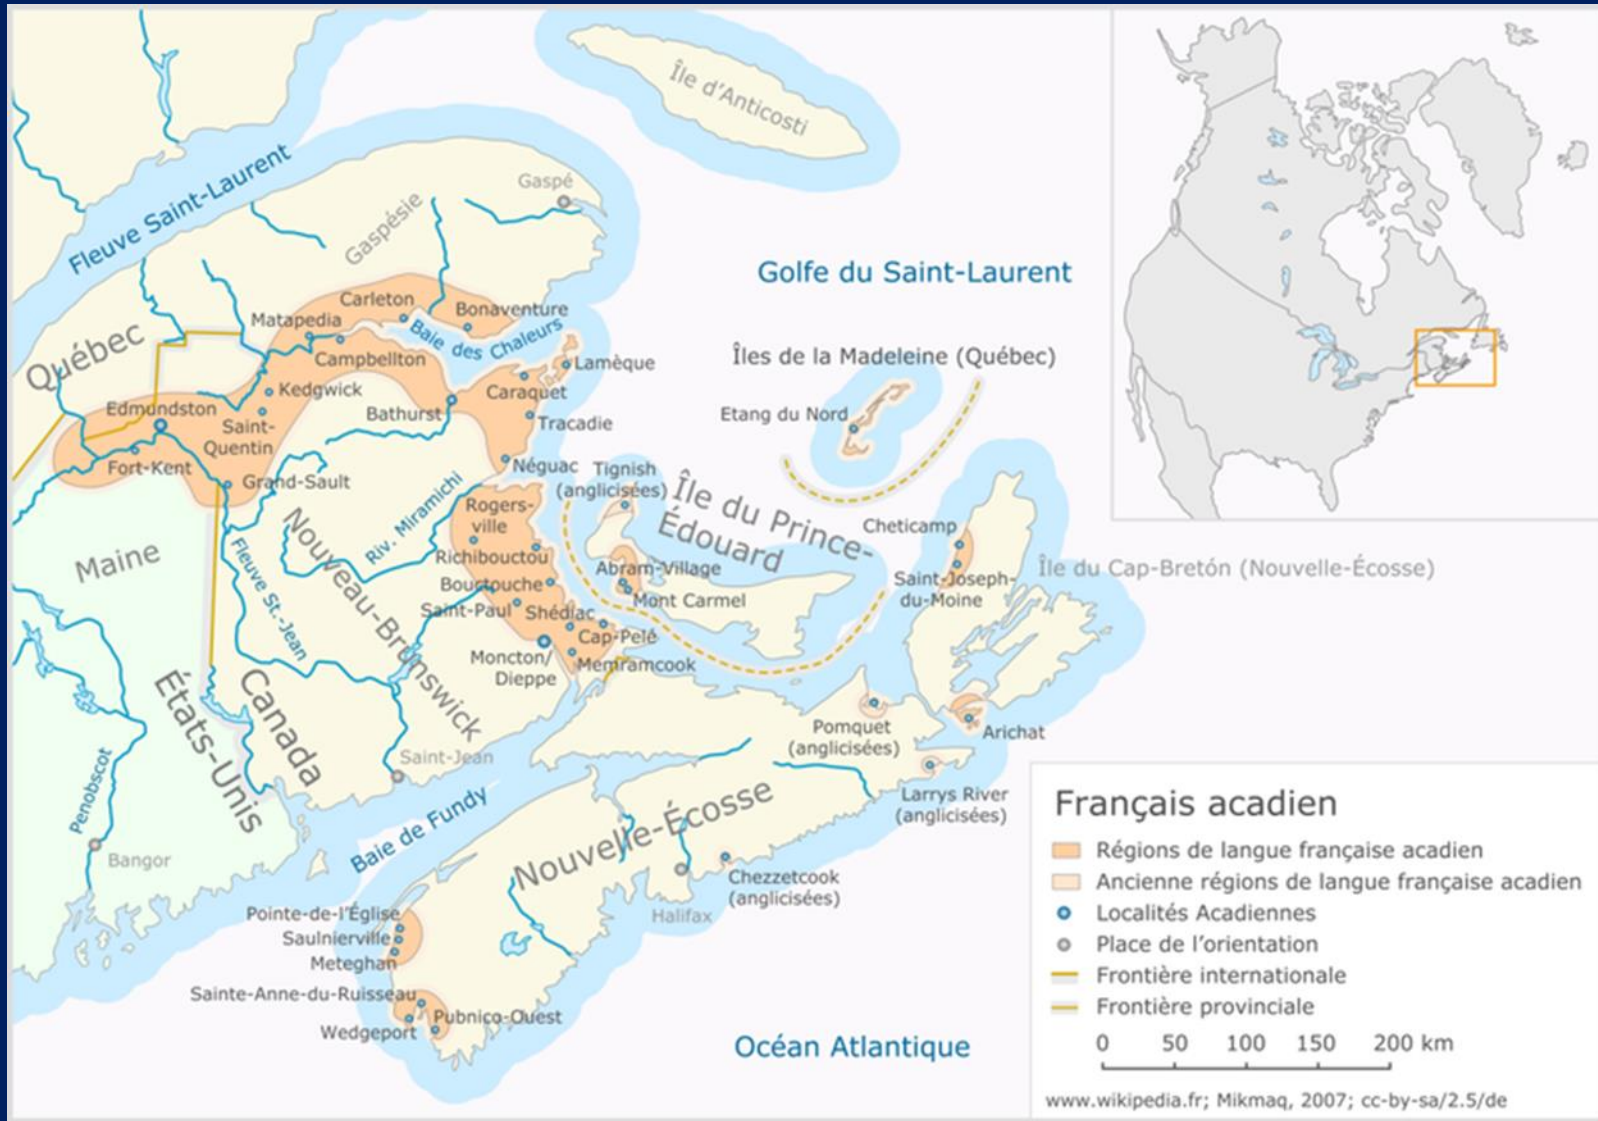 Île d'Anticosti
Fleuve Saint-Laurent
Gaspé
Gaspésie
Golfe du Saint-Laurent
Carleton
Bonaventure
Matapedia
Baie des Chaleurs
Campbellton
Québec
Îles de la Madeleine (Québec)
Lamèque
Kedgwick
Caraquet
Edmundston
Bathurst
Etang du Nord
Saint-
Quentin
Tracadie
Fort-Kent
Néguac
Tignish
(anglicisées)
Grand-Sault
Île du Prince-
Édouard
Riv. Miramichi
Rogers-
ville
Cheticamp
Maine
Nouveau-Brunswick
Fleuve St.-Jean
Richibouctou
Abram-Village
Île du Cap-Bretón (Nouvelle-Écosse)
Bouctouche
Saint-Joseph-
du-Moine
Mont Carmel
Saint-Paul
Shédiac
Cap-Pelé
Moncton/
Dieppe
Memramcook
États-Unis
Canada
Pomquet
(anglicisées)
Arichat
Saint-Jean
Penobscot
Larrys River
(anglicisées)
Baie de Fundy
Nouvelle-Écosse
Bangor
Chezzetcook
(anglicisées)
Halifax
Pointe-de-l'Église
Saulnierville
Meteghan
Sainte-Anne-du-Ruisseau
Pubnico-Ouest
Wedgeport
Océan Atlantique
Français acadien
Régions de langue française acadien
Ancienne régions de langue française acadien
Localités Acadiennes
Place de l'orientation
Frontière internationale
Frontière provinciale
0 50 100 150 200 km
www.wikipedia.fr; Mikmaq, 2007; cc-by-sa/2.5/de